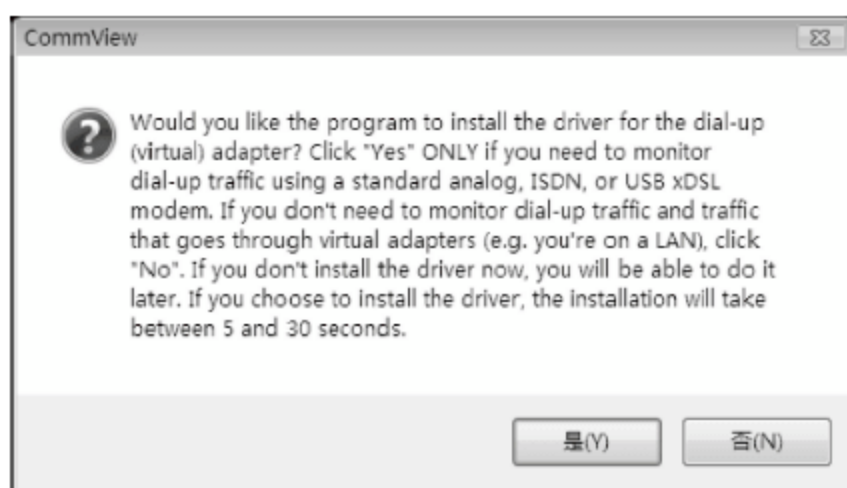 CommView
Would you like the program to install the driver for the dial-up
(virtual) adapter? Click "Yes" ONLY if you need to monitor
dial-up traffic using a standard analog, ISDN, or USB xDSL
modem. If you don't need to monitor dial-up traffic and traffic
that goes through virtual adapters (e.g. you're on a LAN), click
"No". If you don't install the driver now, you will be able to do it
later. If you choose to install the driver, the installation will take
between 5 and 30 seconds.
是(Y)
否(N)